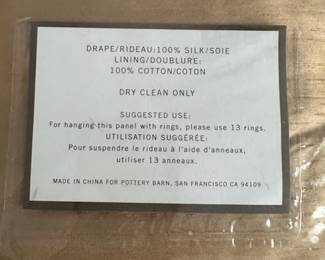 DRAPE/RIDEAU:100% SILK/SOIE
LINING/DOUBLURE:
100% COTTON/COTON
DRY CLEAN ONLY
SUGGESTED USE:
For hanging this panel with rings, please use 13 rings.
UTILISATION SUGGÉRÉE:
Pour suspendre le rideau à l'aide d'anneaux,
utiliser 13 anneaux.
MADE IN CHINA FOR POTTERY BARN, SAN FRANCISCO CA 94109